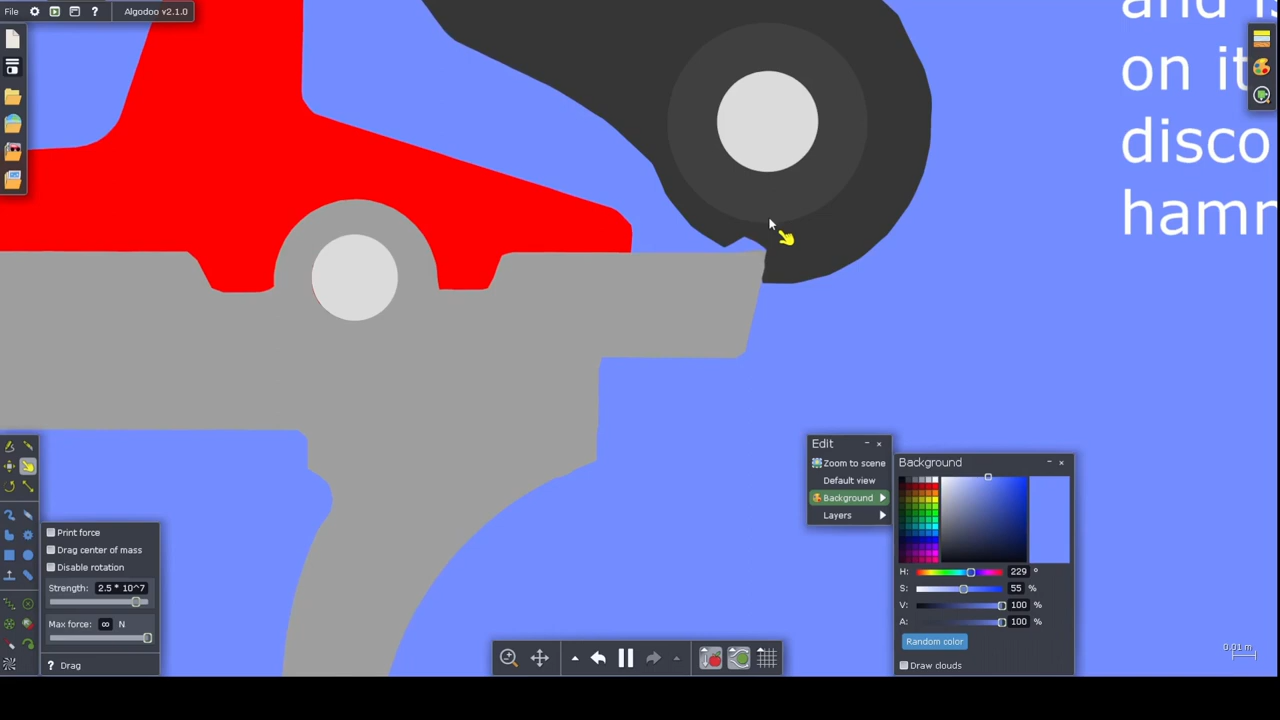 File ? Algodoo v2.1.0
on it
disco
hamr
Edit
Zoom to scene
Default view
Background
Layers
Background
H: 229 °
S: 55 %
V: 100 %
A: 100 %
Random color
Draw clouds
Print force
Drag center of mass
Disable rotation
Strength: 2.5 * 10^7
Max force: ∞ N
? Drag
0.01 m